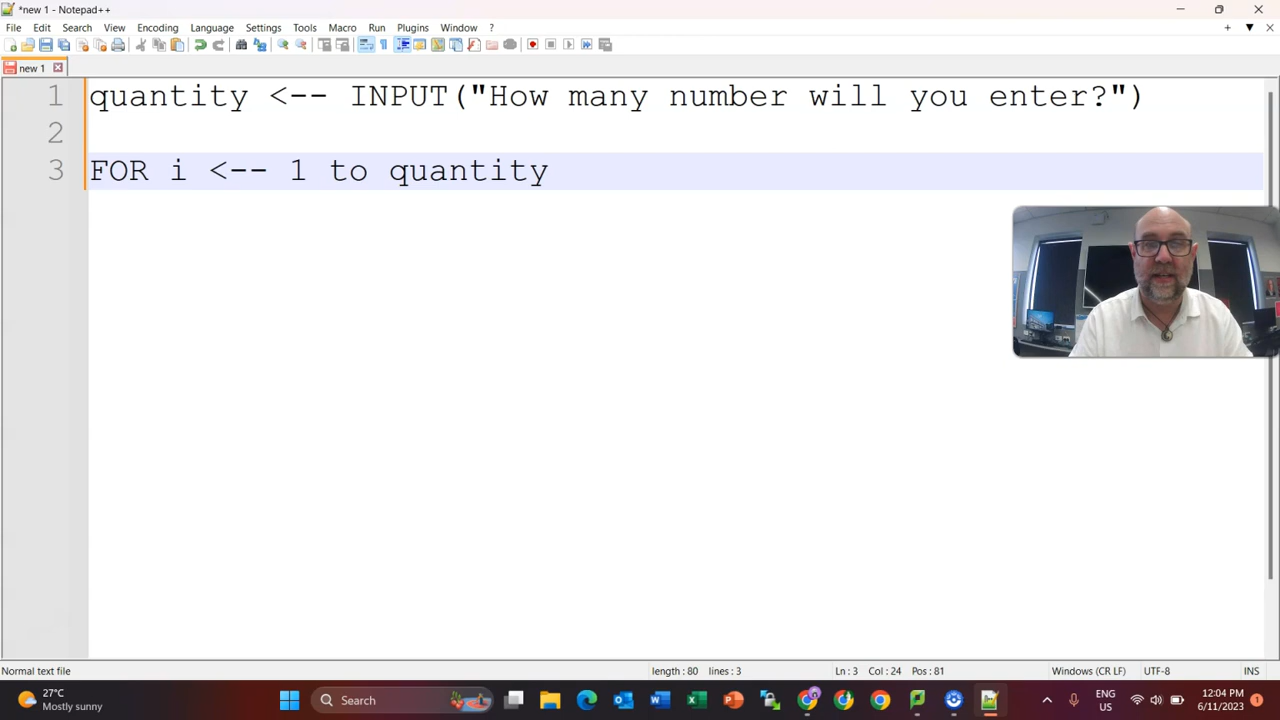 *new 1 - Notepad++
File Edit Search View Encoding Language Settings Tools Macro Run Plugins Window ?
new 1
1 quantity <-- INPUT("How many number will you enter?")
2
3 FOR i <-- 1 to quantity
Normal text file length : 80 lines : 3 Ln : 3 Col : 24 Pos : 81 Windows (CR LF) UTF-8 INS
27°C
Mostly sunny
Search
ENG
US
12:04 PM
6/11/2023
1